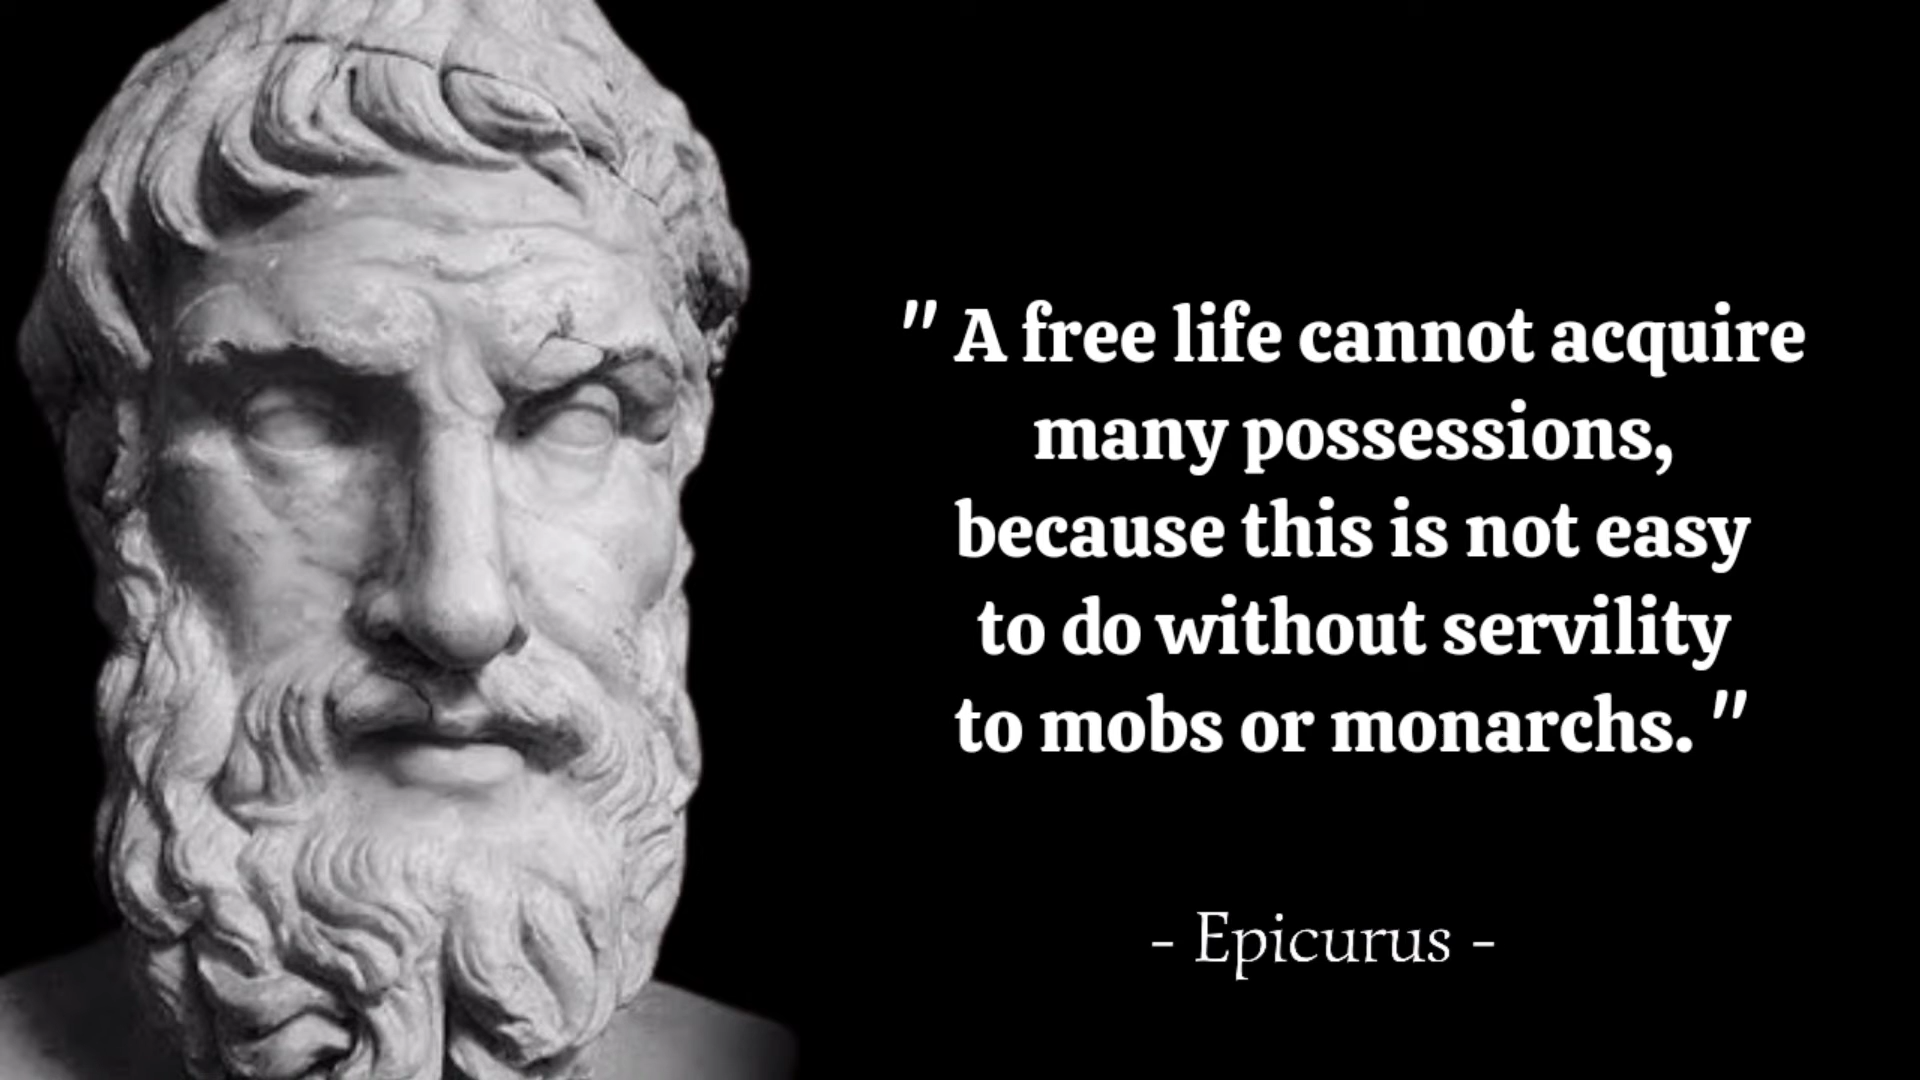 " A free life cannot acquire
many possessions,
because this is not easy
to do without servility
to mobs or monarchs. "
- Epicurus -